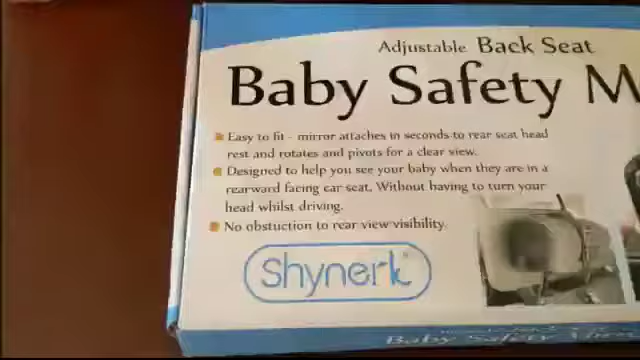 Adjustable Back Seat
Baby Safety M
Easy to fit - mirror attaches in seconds to rear seat head
rest and rotates and pivots for a clear view.
Designed to help you see your baby when they are in a
rearward facing car seat. Without having to turn your
head whilst driving.
No obstuction to rear view visibility.
Shynerk
Baby Safety